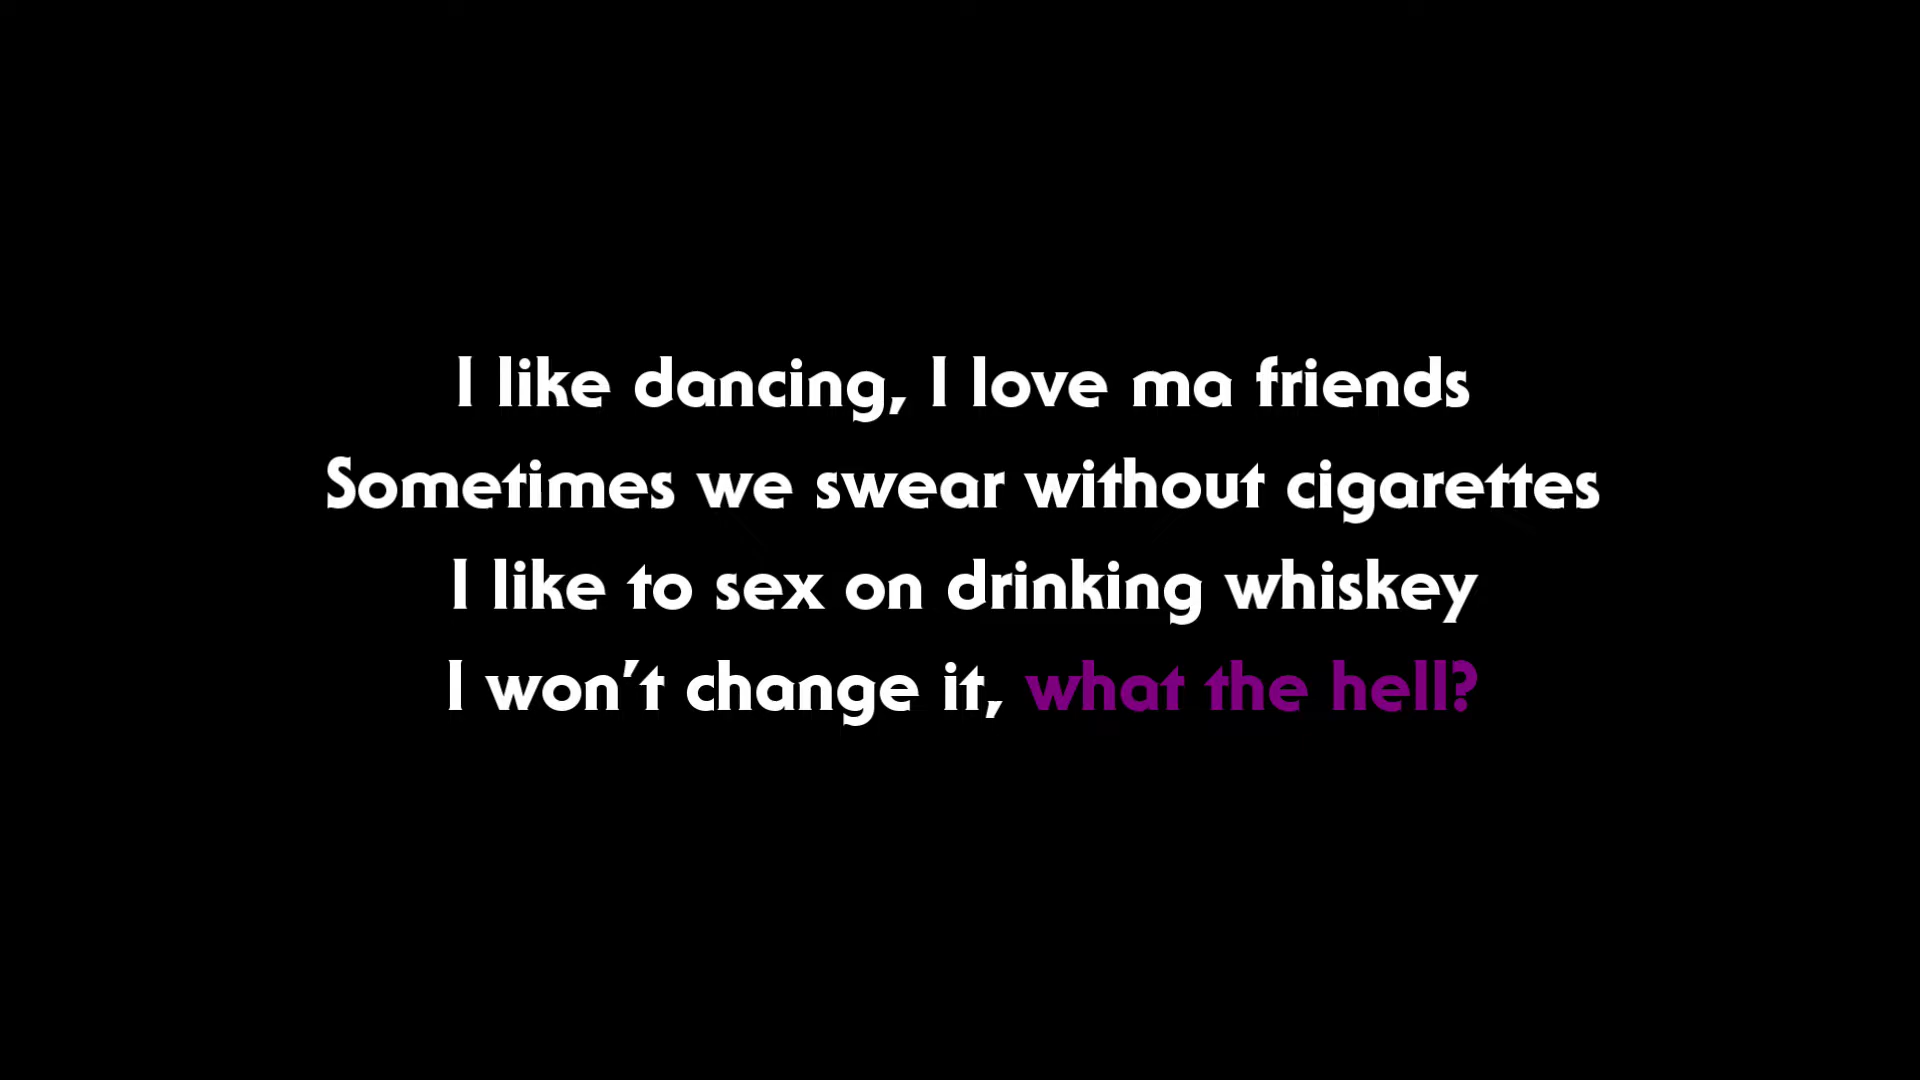 I like dancing, I love ma friends
Sometimes we swear without cigarettes
I like to sex on drinking whiskey
I won't change it, what the hell?